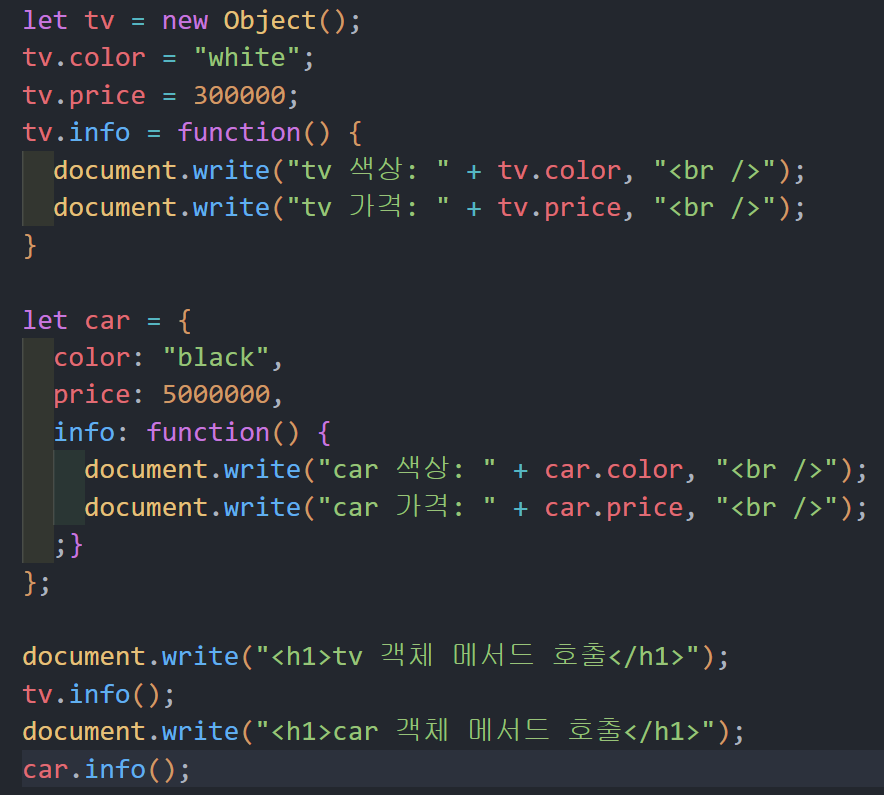 let tv = new Object();
tv.color = "white";
tv.price = 300000;
tv.info = function() {
document.write("tv 색상: " + tv.color, "<br />");
document.write("tv 가격: " + tv.price, "<br />");
}
let car = {
color: "black",
price: 5000000,
info: function() {
document.write("car 색상: " + car.color, "<br />");
document.write("car 가격: " + car.price, "<br />");
;}
};
document.write("<h1>tv 객체 메서드 호출</h1>");
tv.info();
document.write("<h1>car 객체 메서드 호출</h1>");
car.info();